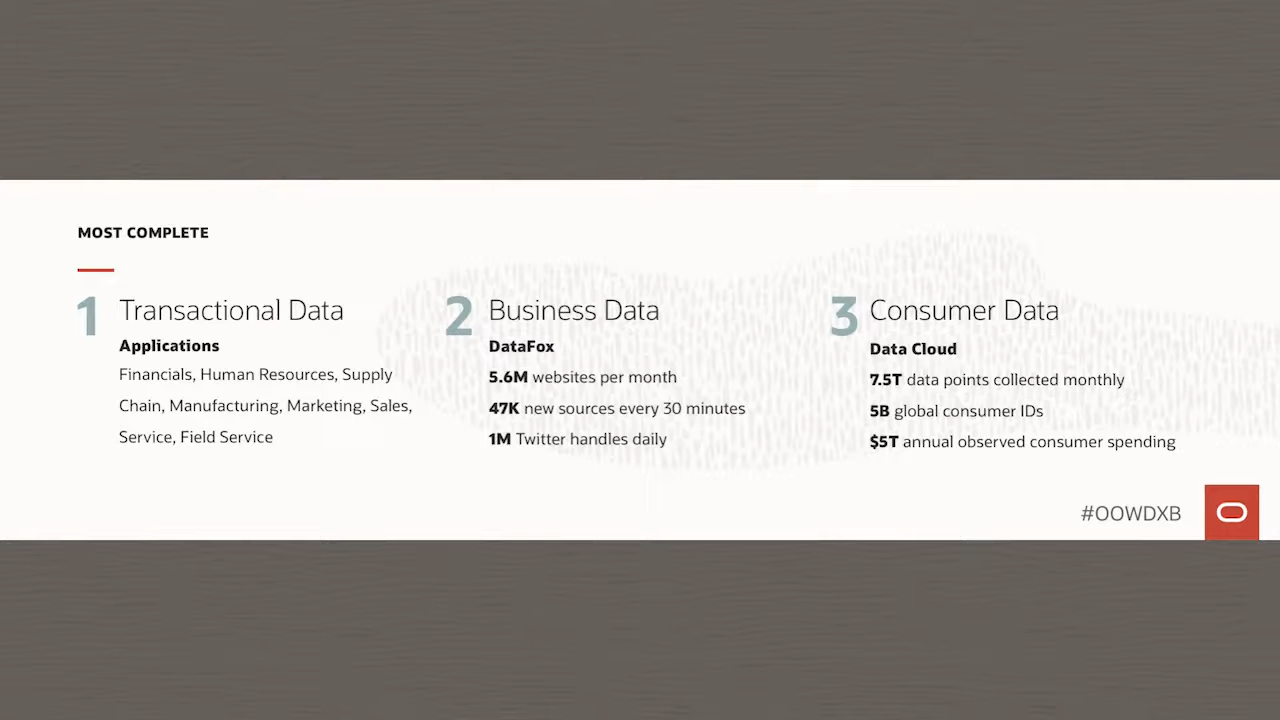 MOST COMPLETE
1 Transactional Data
Applications
Financials, Human Resources, Supply
Chain, Manufacturing, Marketing, Sales,
Service, Field Service
2 Business Data
DataFox
5.6M websites per month
47K new sources every 30 minutes
1M Twitter handles daily
3 Consumer Data
Data Cloud
7.5T data points collected monthly
5B global consumer IDs
$5T annual observed consumer spending
#OOWDXB